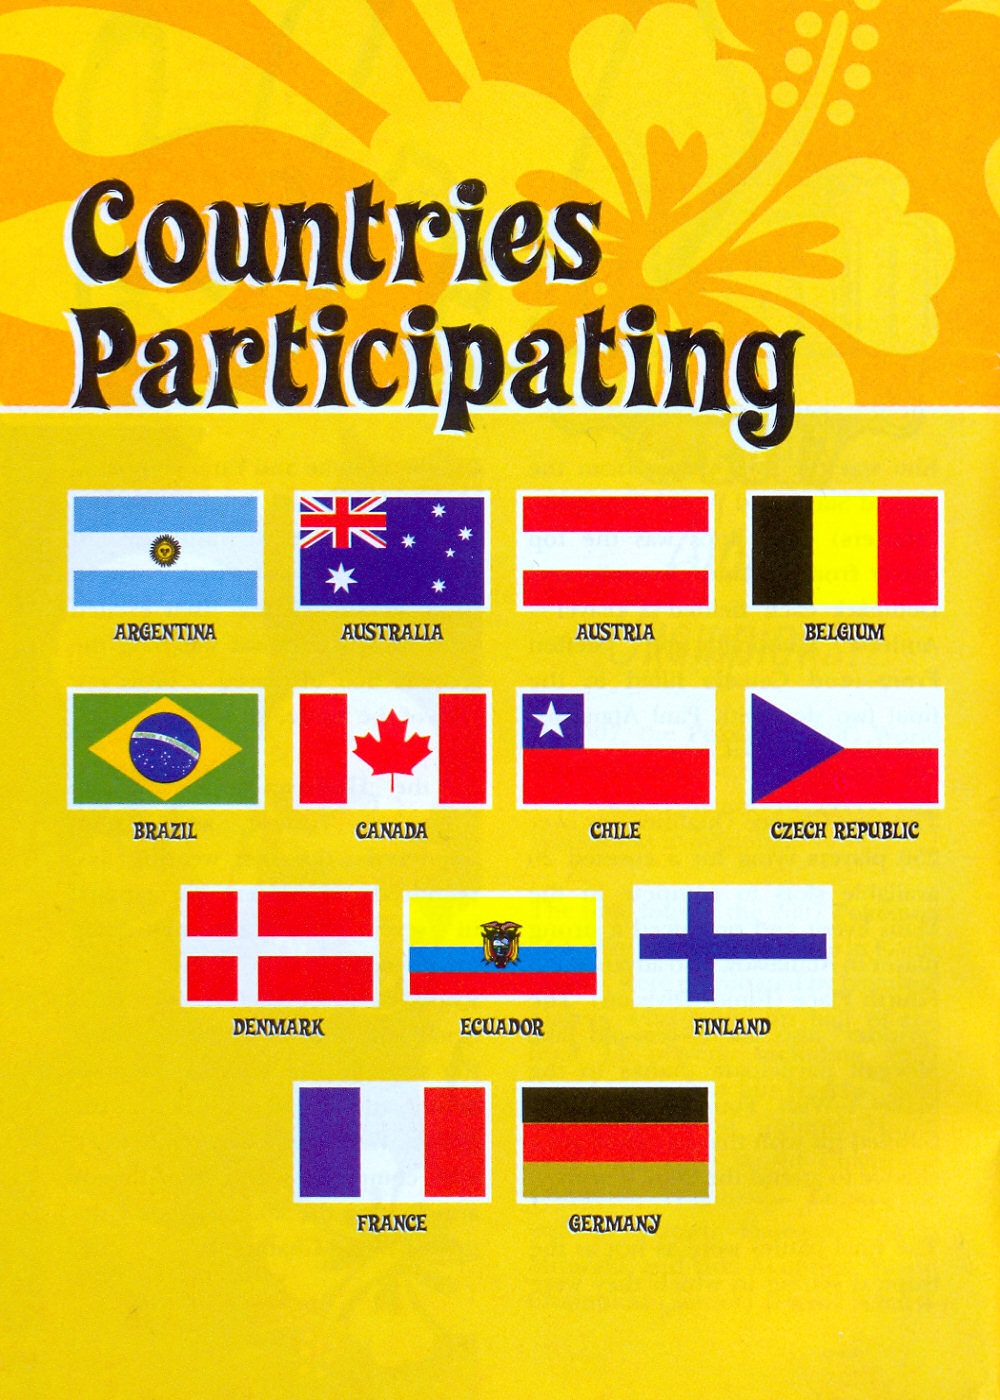 Countries
Participating
ARGENTINA
AUSTRALIA
AUSTRIA
BELGIUM
BRAZIL
CANADA
CHILE
CZECH REPUBLIC
DENMARK
ECUADOR
FINLAND
FRANCE
GERMANY